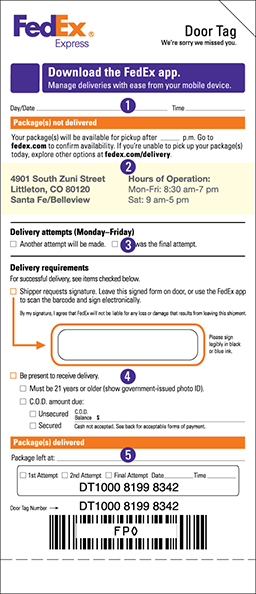 FedEx®
Express
Door Tag
We're sorry we missed you.
Download the FedEx app.
Manage deliveries with ease from your mobile device.
Day/Date Time
1
Package(s) not delivered
Your package(s) will be available for pickup after p.m. Go to
fedex.com to confirm availability. If you're unable to pick up your package(s)
today, explore other options at fedex.com/delivery.
2
4901 South Zuni Street
Littleton, CO 80120
Santa Fe/Belleview
Hours of Operation:
Mon-Fri: 8:30 am-7 pm
Sat: 9 am-5 pm
Delivery attempts (Monday–Friday)
Another attempt will be made. 3 was the final attempt.
Delivery requirements
For successful delivery, see items checked below.
Shipper requests signature. Leave this signed form on door, or use the FedEx app
to scan the barcode and sign electronically.
By my signature, I agree that FedEx will not be liable for any loss or damage that results from leaving this shipment.
Please sign
legibly in black
or blue ink.
4
Be present to receive delivery.
Must be 21 years or older (show government-issued photo ID).
C.O.D. amount due:
Unsecured C.O.D.
Balance $
Secured Cash not accepted. See back for acceptable forms of payment.
Package(s) delivered
Package left at: 5
1st Attempt 2nd Attempt Final Attempt Date Time
DT1000 8199 8342
Door Tag Number → DT1000 8199 8342
FPO